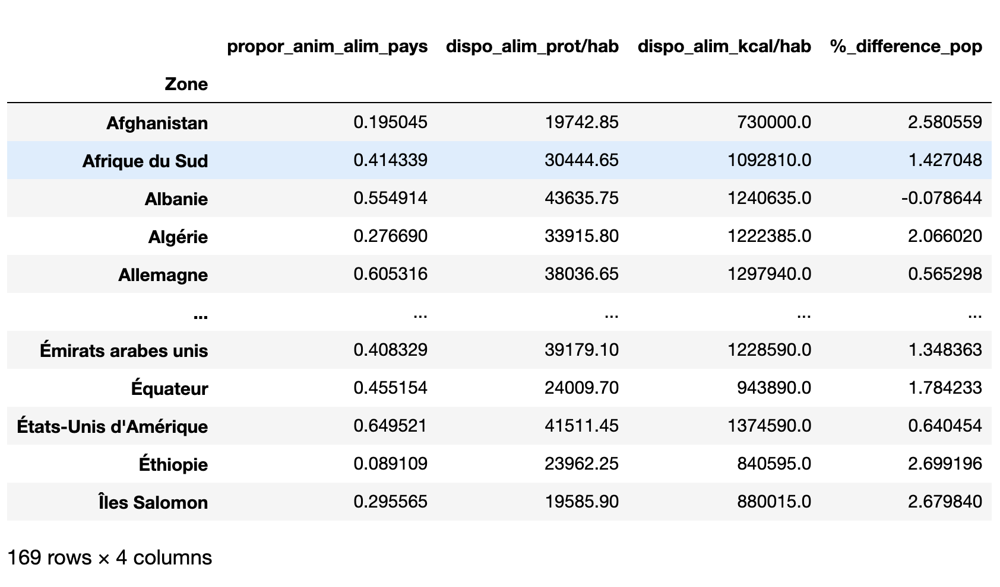 propor_anim_alim_pays dispo_alim_prot/hab dispo_alim_kcal/hab %_difference_pop
Zone
Afghanistan 0.195045 19742.85 730000.0 2.580559
Afrique du Sud 0.414339 30444.65 1092810.0 1.427048
Albanie 0.554914 43635.75 1240635.0 -0.078644
Algérie 0.276690 33915.80 1222385.0 2.066020
Allemagne 0.605316 38036.65 1297940.0 0.565298
... ... ... ... ...
Émirats arabes unis 0.408329 39179.10 1228590.0 1.348363
Équateur 0.455154 24009.70 943890.0 1.784233
États-Unis d'Amérique 0.649521 41511.45 1374590.0 0.640454
Éthiopie 0.089109 23962.25 840595.0 2.699196
Îles Salomon 0.295565 19585.90 880015.0 2.679840
169 rows × 4 columns